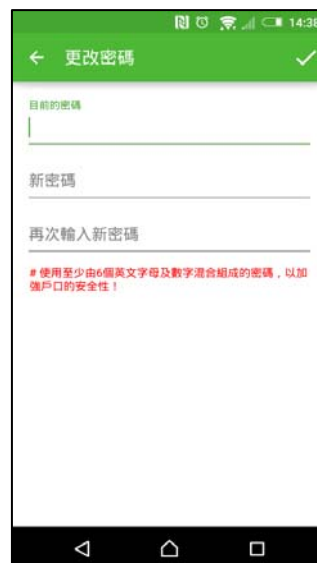 14:38
更改密碼
目前的密碼
新密碼
再次輸入新密碼
# 使用至少由6個英文字母及數字混合組成的密碼，以加
強戶口的安全性！